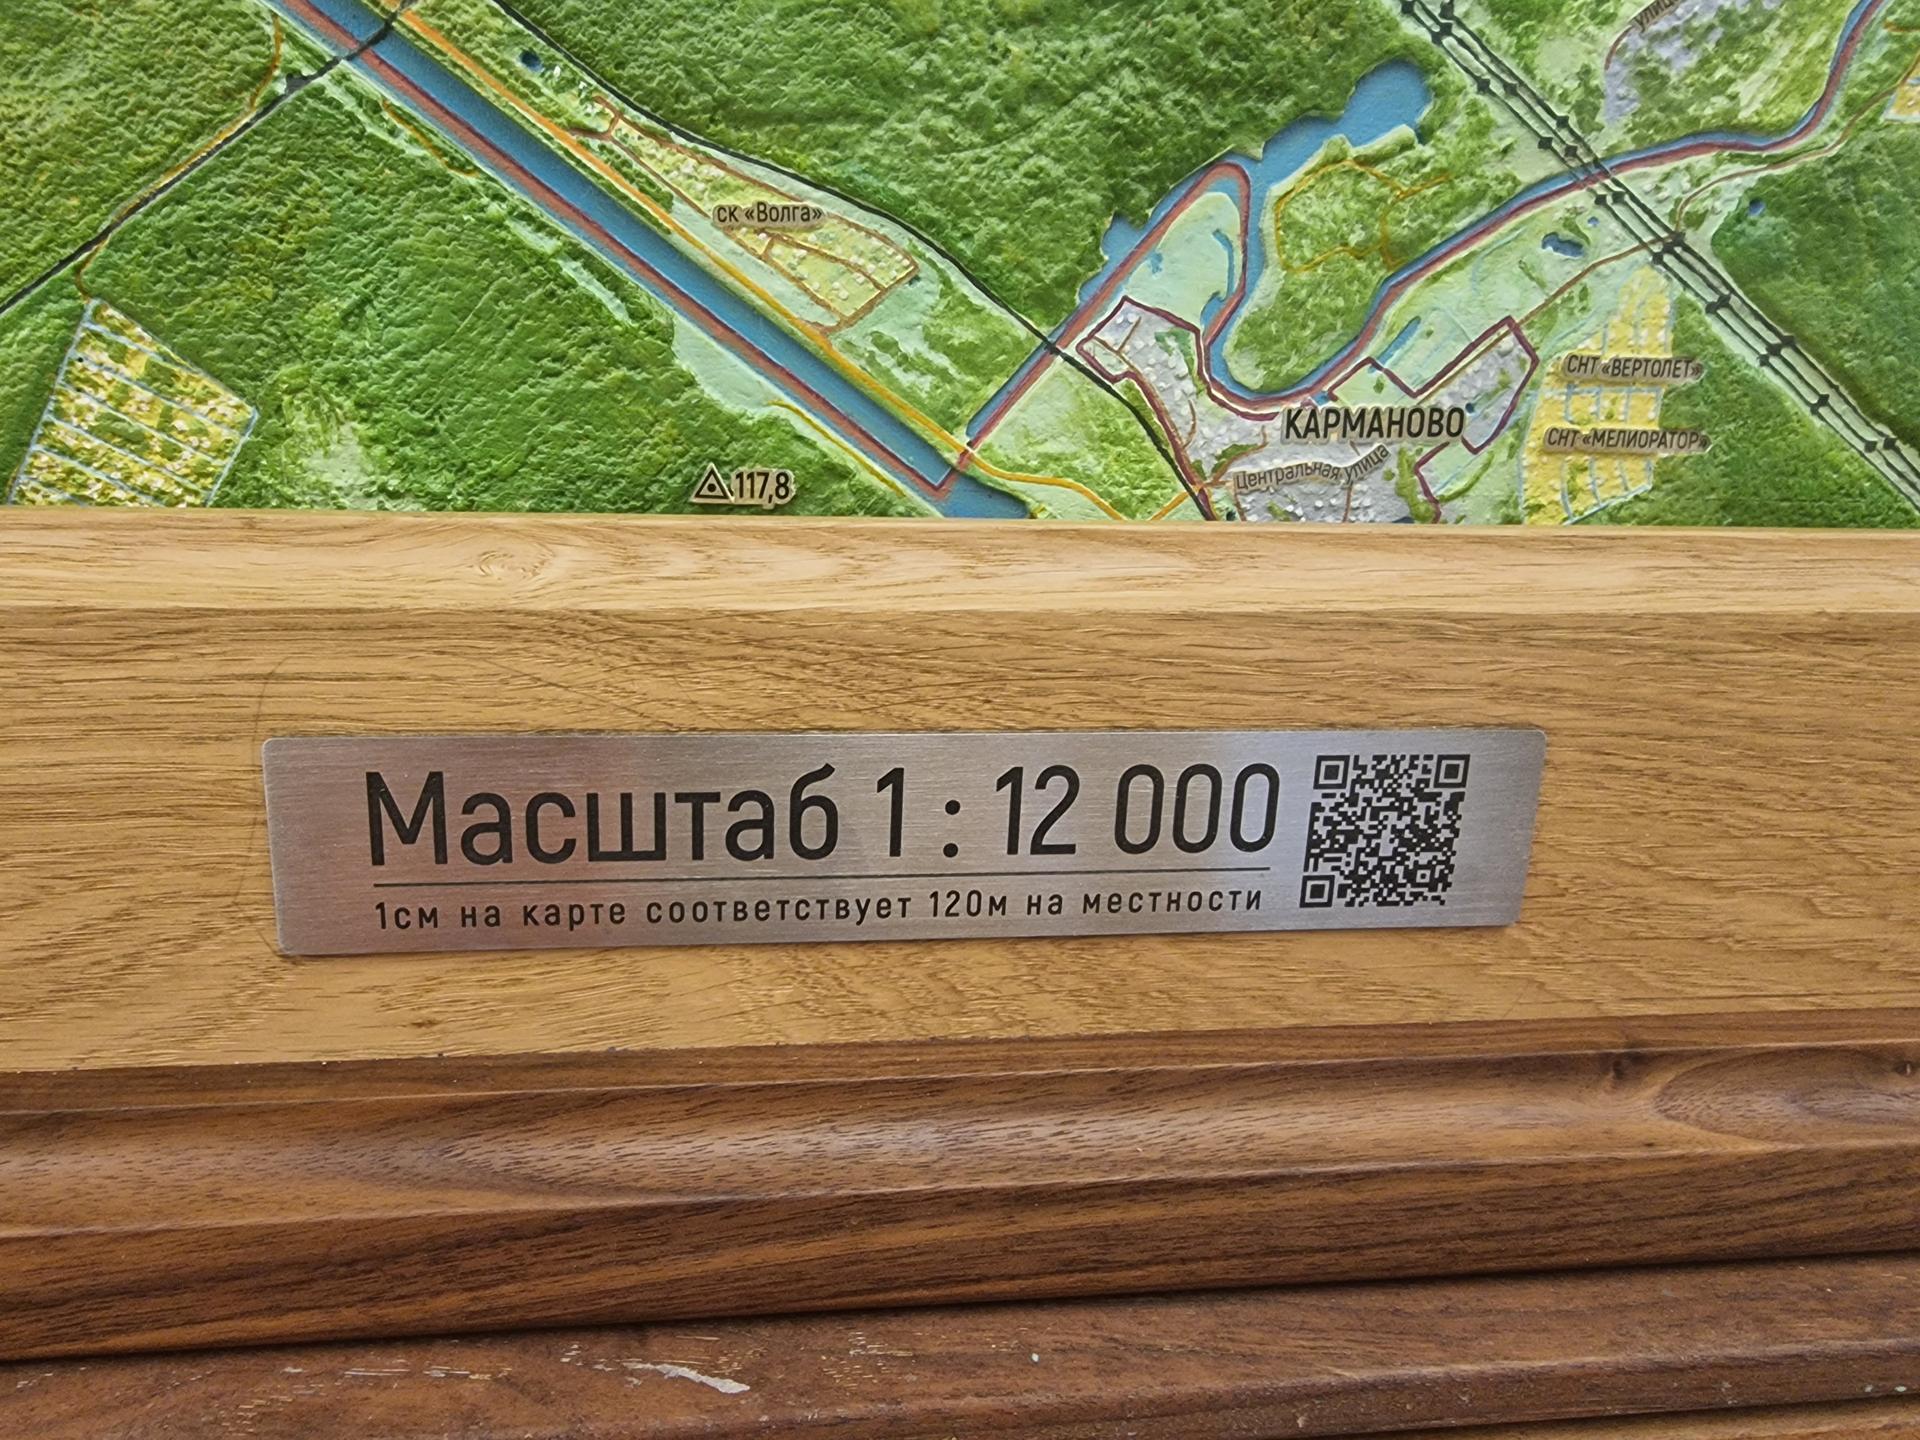 ск «Волга»
СНТ «ВЕРТОЛЕТ»
КАРМАНОВО
СНТ «МЕЛИОРАТОР»
Центральная улица
117,8
Масштаб 1 : 12 000
1см на карте соответствует 120м на местности